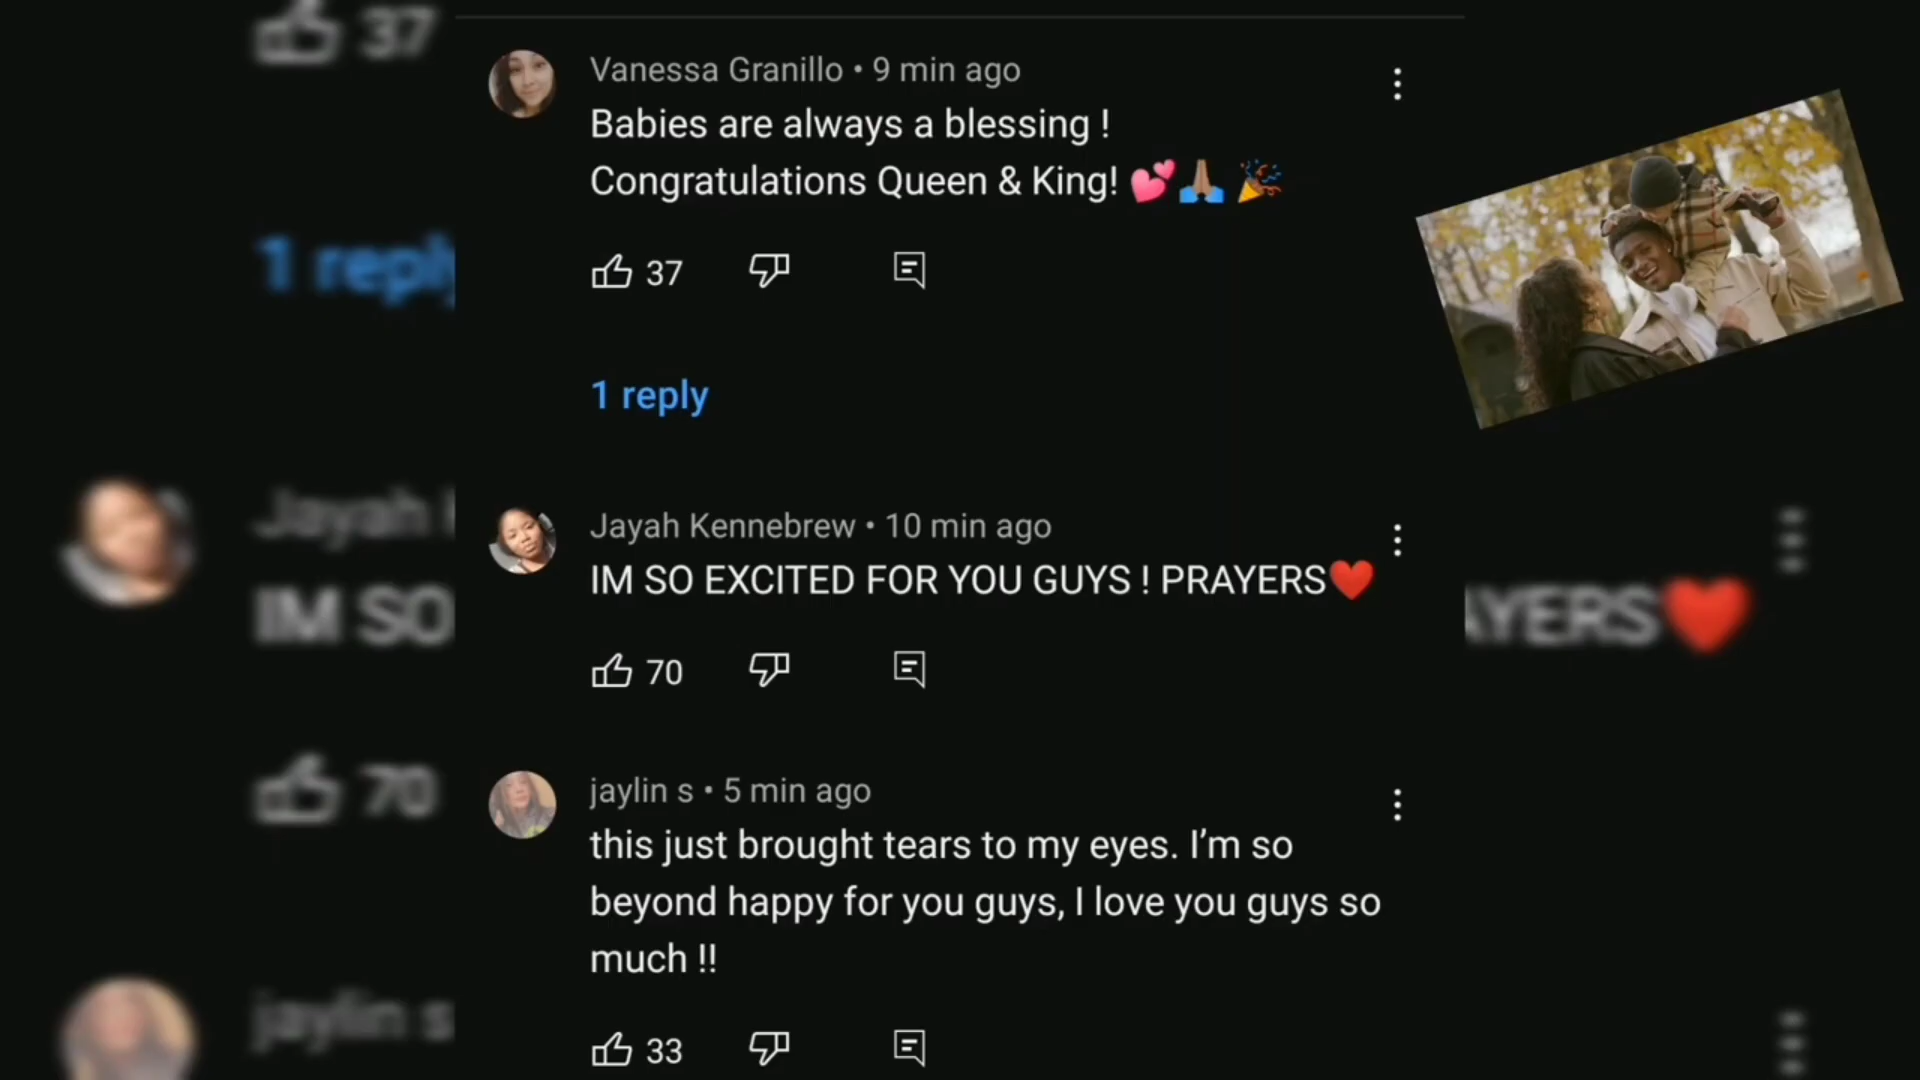 Vanessa Granillo • 9 min ago
Babies are always a blessing !
Congratulations Queen & King! 💕🙏🏽 🎉
37
1 reply
Jayah Kennebrew • 10 min ago
IM SO EXCITED FOR YOU GUYS ! PRAYERS❤️
70
jaylin s • 5 min ago
this just brought tears to my eyes. I’m so
beyond happy for you guys, I love you guys so
much !!
33
37
1 reply
Jayah
IM SO
AYERS❤️
70
jaylin s